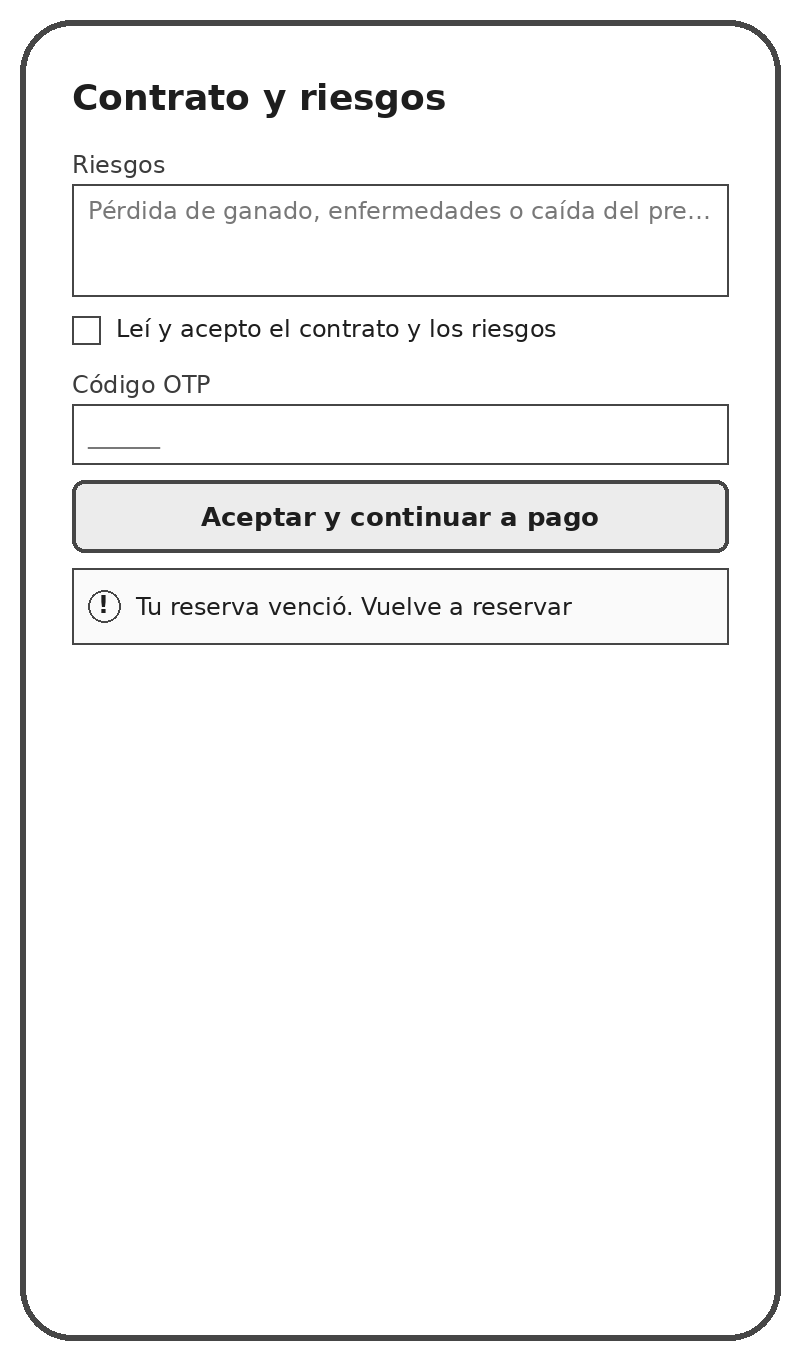 Contrato y riesgos
Riesgos
Pérdida de ganado, enfermedades o caída del pre...
Leí y acepto el contrato y los riesgos
Código OTP
______
Aceptar y continuar a pago
! Tu reserva venció. Vuelve a reservar